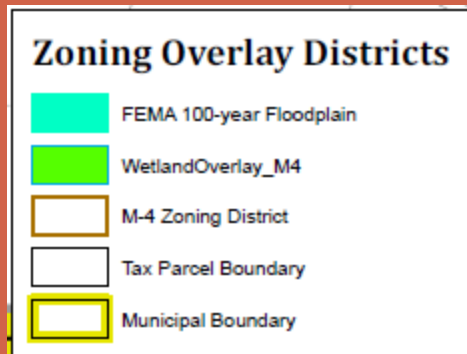 Zoning Overlay Districts
FEMA 100-year Floodplain
WetlandOverlay_M4
M-4 Zoning District
Tax Parcel Boundary
Municipal Boundary